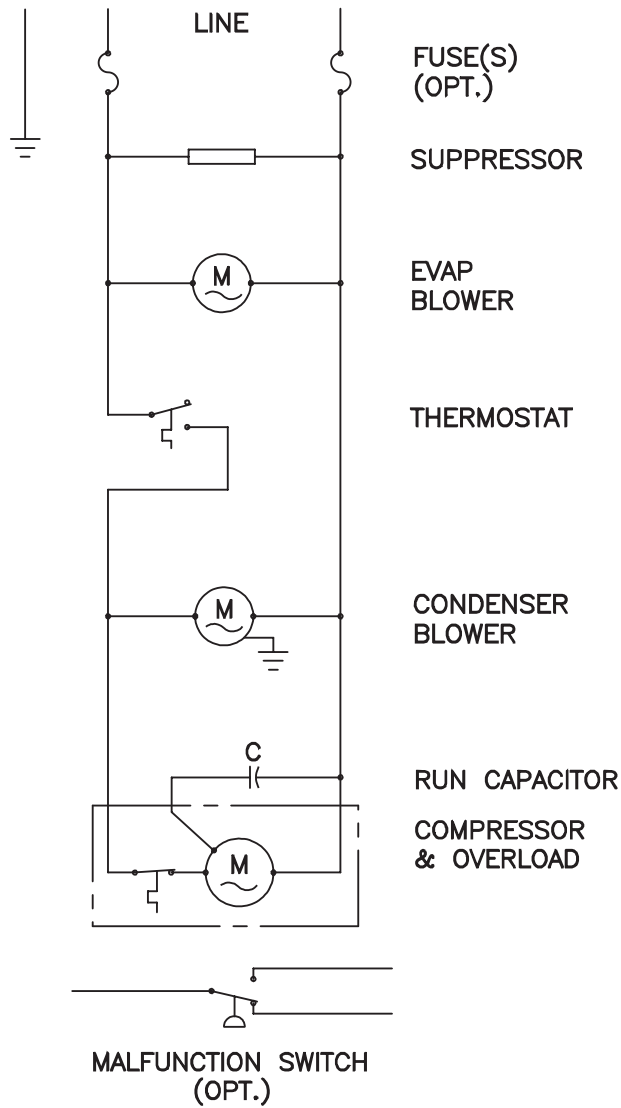 LINE
FUSE(S)
(OPT.)
SUPPRESSOR
M
EVAP
BLOWER
THERMOSTAT
M
CONDENSER
BLOWER
C
RUN CAPACITOR
COMPRESSOR
& OVERLOAD
M
MALFUNCTION SWITCH
(OPT.)